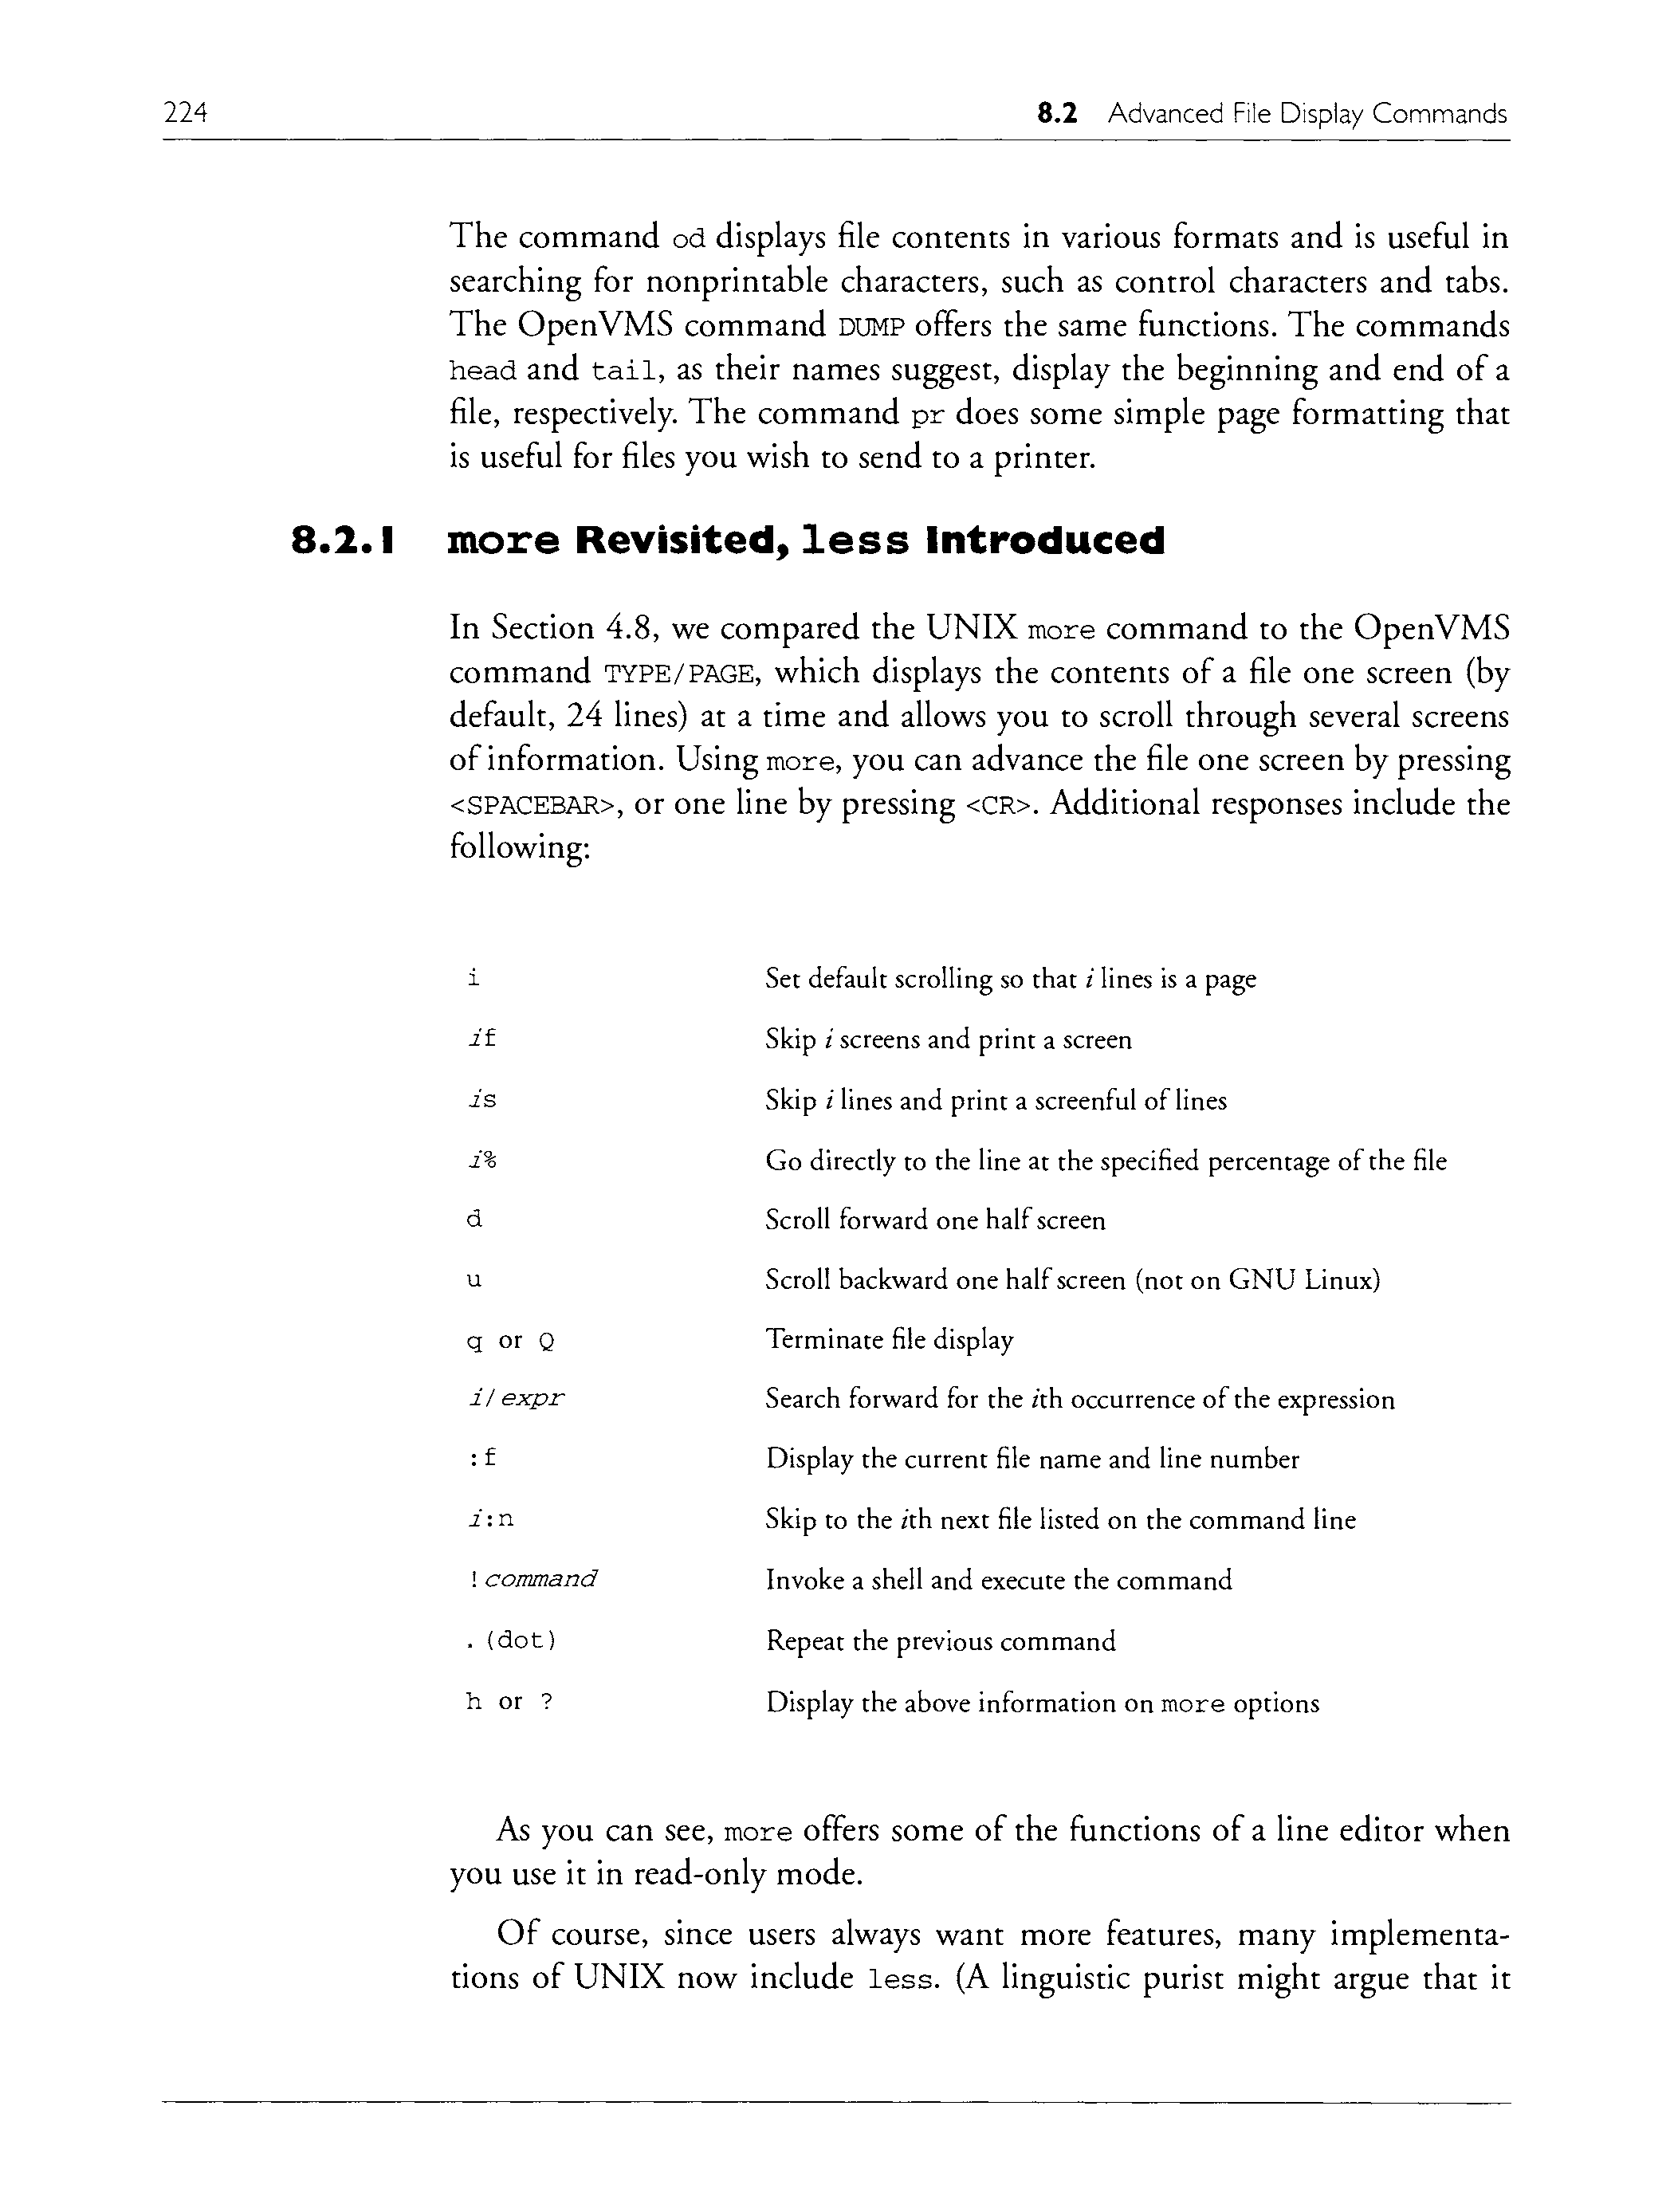 224
8.2 Advanced File Display Commands
The command od displays file contents in various formats and is useful in
searching for nonprintable characters, such as control characters and tabs.
The OpenVMS command DUMP offers the same functions. The commands
head and tail, as their names suggest, display the beginning and end of a
file, respectively. The command pr does some simple page formatting that
is useful for files you wish to send to a printer.
8.2.1 more Revisited, less Introduced
In Section 4.8, we compared the UNIX more command to the OpenVMS
command TYPE/PAGE, which displays the contents of a file one screen (by
default, 24 lines) at a time and allows you to scroll through several screens
of information. Using more, you can advance the file one screen by pressing
<SPACEBAR>, or one line by pressing <CR>. Additional responses include the
following:
i Set default scrolling so that i lines is a page
if Skip i screens and print a screen
is Skip i lines and print a screenful of lines
i% Go directly to the line at the specified percentage of the file
d Scroll forward one half screen
u Scroll backward one half screen (not on GNU Linux)
q or Q Terminate file display
i/expr Search forward for the ith occurrence of the expression
:f Display the current file name and line number
i:n Skip to the ith next file listed on the command line
!command Invoke a shell and execute the command
. (dot) Repeat the previous command
h or ? Display the above information on more options
As you can see, more offers some of the functions of a line editor when
you use it in read-only mode.
Of course, since users always want more features, many implementa-
tions of UNIX now include less. (A linguistic purist might argue that it